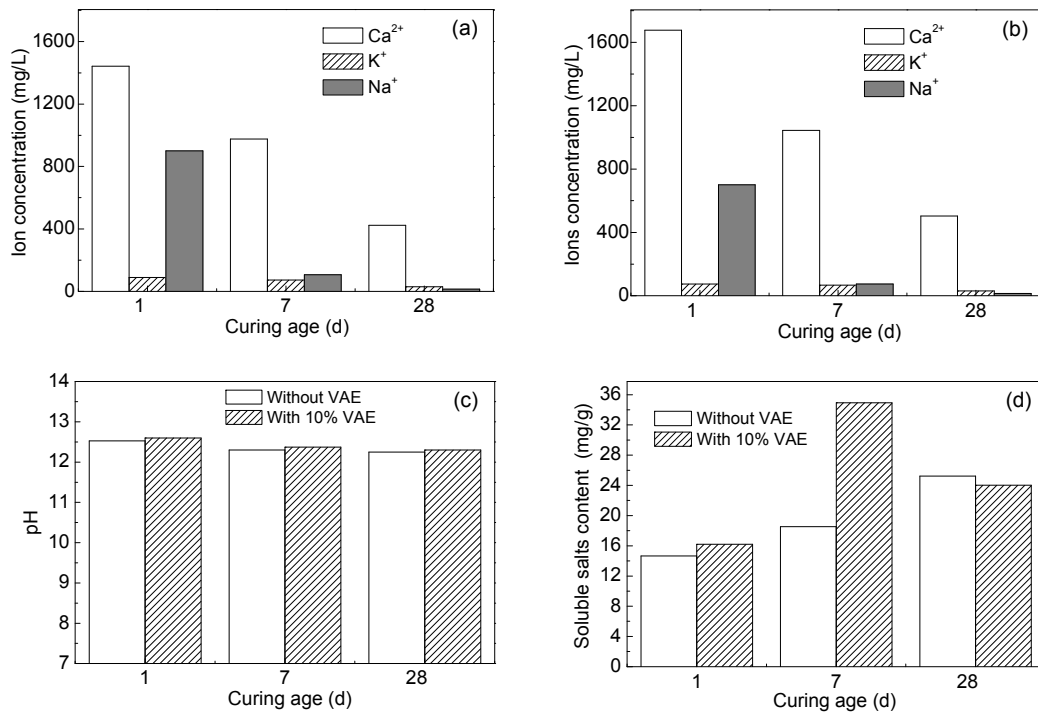 (a)
Ca2+
K+
Na+
Ion concentration (mg/L)
1600
1200
800
400
0
1 7 28
Curing age (d)
(b)
Ca2+
K+
Na+
Ions concentration (mg/L)
1600
1200
800
400
0
1 7 28
Curing age (d)
(c)
Without VAE
With 10% VAE
pH
14
13
12
11
10
9
8
7
1 7 28
Curing age (d)
(d)
Without VAE
With 10% VAE
Soluble salts content (mg/g)
36
32
28
24
20
16
12
8
4
0
1 7 28
Curing age (d)